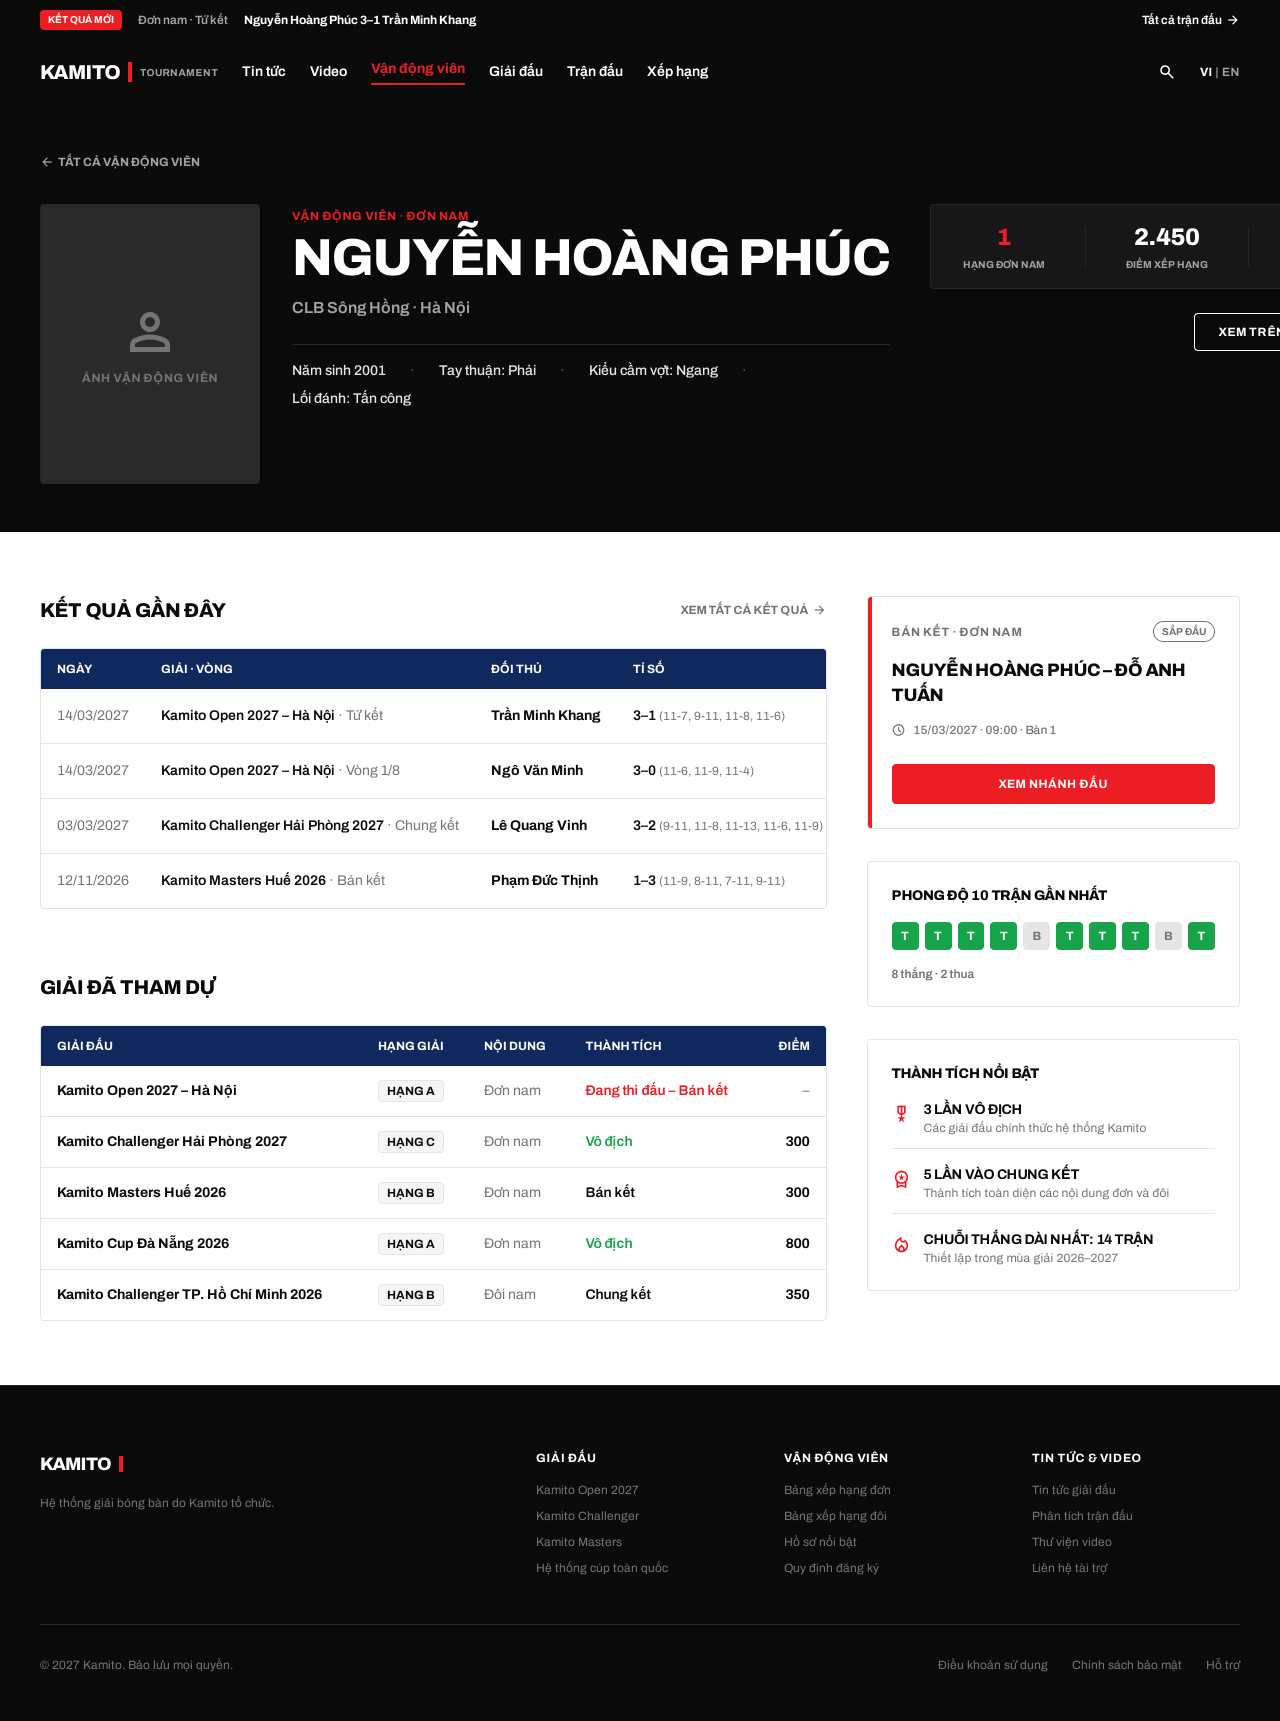 KẾT QUẢ MỚI Đơn nam · Tứ kết Nguyễn Hoàng Phúc 3–1 Trần Minh Khang Tất cả trận đấu →
KAMITO TOURNAMENT Tin tức Video Vận động viên Giải đấu Trận đấu Xếp hạng VI | EN
← TẤT CẢ VẬN ĐỘNG VIÊN
ẢNH VẬN ĐỘNG VIÊN
VẬN ĐỘNG VIÊN · ĐƠN NAM
NGUYỄN HOÀNG PHÚC
CLB Sông Hồng · Hà Nội
Năm sinh 2001 · Tay thuận: Phải · Kiểu cầm vợt: Ngang ·
Lối đánh: Tấn công
1 2.450
HẠNG ĐƠN NAM ĐIỂM XẾP HẠNG
XEM TRÊN
KẾT QUẢ GẦN ĐÂY XEM TẤT CẢ KẾT QUẢ →
NGÀY GIẢI · VÒNG ĐỐI THỦ TỈ SỐ
14/03/2027 Kamito Open 2027 – Hà Nội · Tứ kết Trần Minh Khang 3–1 (11-7, 9-11, 11-8, 11-6)
14/03/2027 Kamito Open 2027 – Hà Nội · Vòng 1/8 Ngô Văn Minh 3–0 (11-6, 11-9, 11-4)
03/03/2027 Kamito Challenger Hải Phòng 2027 · Chung kết Lê Quang Vinh 3–2 (9-11, 11-8, 11-13, 11-6, 11-9)
12/11/2026 Kamito Masters Huế 2026 · Bán kết Phạm Đức Thịnh 1–3 (11-9, 8-11, 7-11, 9-11)
GIẢI ĐÃ THAM DỰ
GIẢI ĐẤU HẠNG GIẢI NỘI DUNG THÀNH TÍCH ĐIỂM
Kamito Open 2027 – Hà Nội HẠNG A Đơn nam Đang thi đấu – Bán kết –
Kamito Challenger Hải Phòng 2027 HẠNG C Đơn nam Vô địch 300
Kamito Masters Huế 2026 HẠNG B Đơn nam Bán kết 300
Kamito Cup Đà Nẵng 2026 HẠNG A Đơn nam Vô địch 800
Kamito Challenger TP. Hồ Chí Minh 2026 HẠNG B Đôi nam Chung kết 350
BÁN KẾT · ĐƠN NAM SẮP ĐẤU
NGUYỄN HOÀNG PHÚC – ĐỖ ANH
TUẤN
15/03/2027 · 09:00 · Bàn 1
XEM NHÁNH ĐẤU
PHONG ĐỘ 10 TRẬN GẦN NHẤT
T T T T B T T T B T
8 thắng · 2 thua
THÀNH TÍCH NỔI BẬT
3 LẦN VÔ ĐỊCH
Các giải đấu chính thức hệ thống Kamito
5 LẦN VÀO CHUNG KẾT
Thành tích toàn diện các nội dung đơn và đôi
CHUỖI THẮNG DÀI NHẤT: 14 TRẬN
Thiết lập trong mùa giải 2026–2027
KAMITO
Hệ thống giải bóng bàn do Kamito tổ chức.
GIẢI ĐẤU
Kamito Open 2027
Kamito Challenger
Kamito Masters
Hệ thống cúp toàn quốc
VẬN ĐỘNG VIÊN
Bảng xếp hạng đơn
Bảng xếp hạng đôi
Hồ sơ nổi bật
Quy định đăng ký
TIN TỨC & VIDEO
Tin tức giải đấu
Phân tích trận đấu
Thư viện video
Liên hệ tài trợ
© 2027 Kamito. Bảo lưu mọi quyền. Điều khoản sử dụng Chính sách bảo mật Hỗ trợ